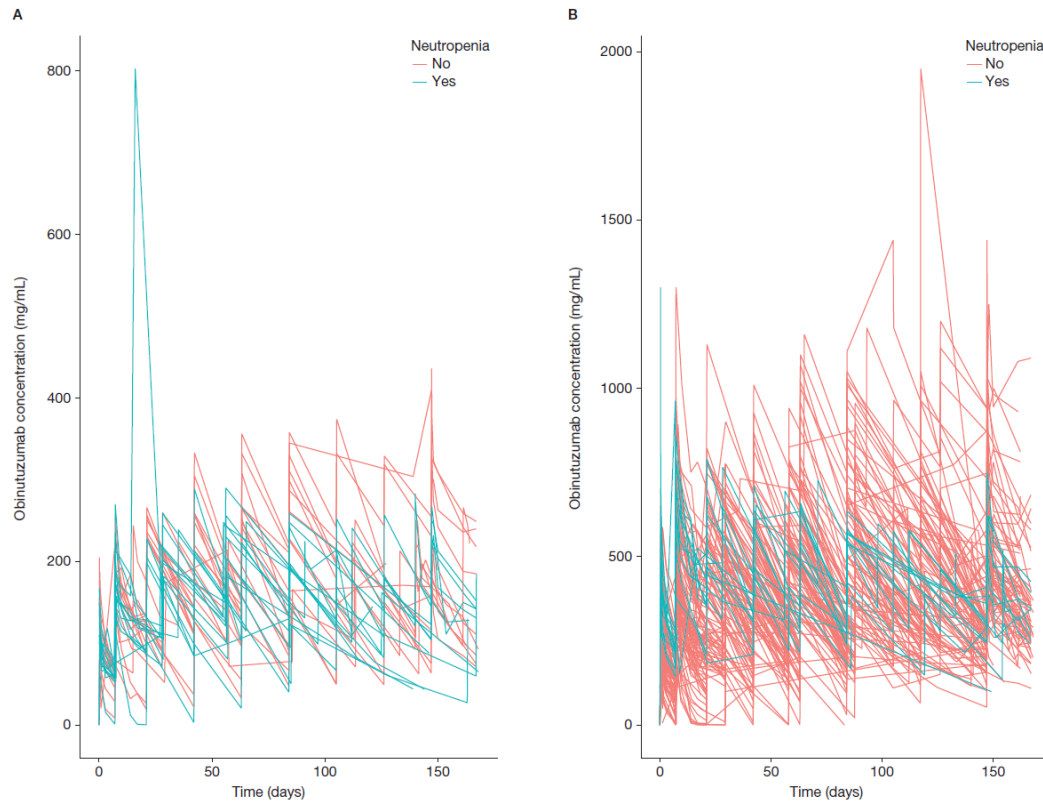 A
Neutropenia
No
Yes
800
600
400
200
0
Obinutuzumab concentration (mg/mL)
0 50 100 150
Time (days)
B
Neutropenia
No
Yes
2000
1500
1000
500
0
Obinutuzumab concentration (mg/mL)
0 50 100 150
Time (days)